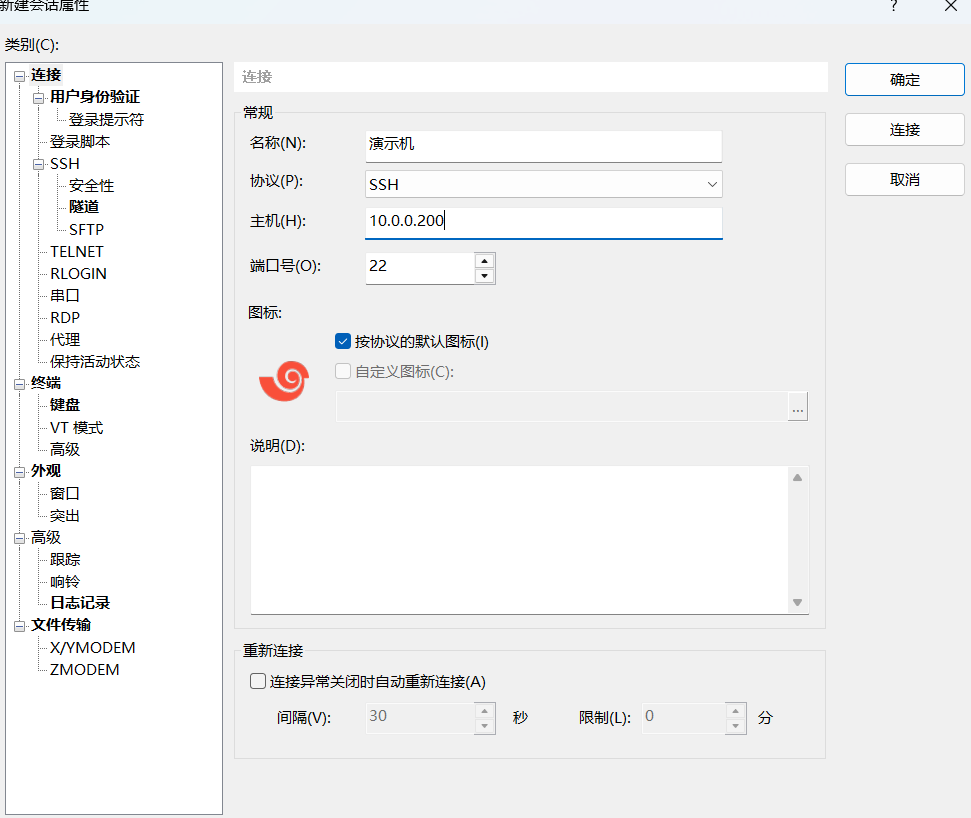 新建会话属性
?
类别(C):
连接
用户身份验证
登录提示符
登录脚本
SSH
安全性
隧道
SFTP
TELNET
RLOGIN
串口
RDP
代理
保持活动状态
终端
键盘
VT 模式
高级
外观
窗口
突出
高级
跟踪
响铃
日志记录
文件传输
X/YMODEM
ZMODEM
连接
常规
名称(N): 演示机
协议(P): SSH
主机(H): 10.0.0.200
端口号(O): 22
图标:
按协议的默认图标(I)
自定义图标(C):
...
说明(D):
重新连接
连接异常关闭时自动重新连接(A)
间隔(V): 30 秒 限制(L): 0 分
确定
连接
取消